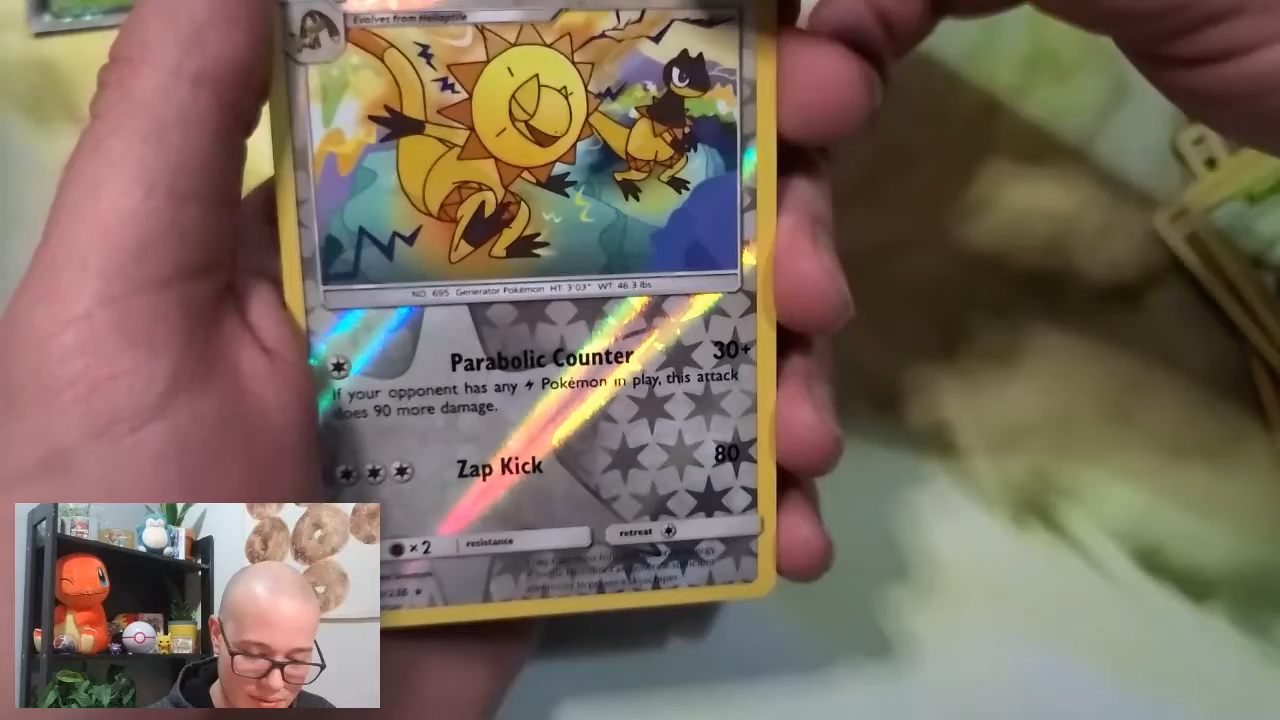 Evolves from Helioptile
NO. 695 Generator Pokémon HT 3'03" WT 46.3 lbs
Parabolic Counter 30+
If your opponent has any Pokémon in play, this attack
does 90 more damage.
Zap Kick 80
×2 resistance retreat